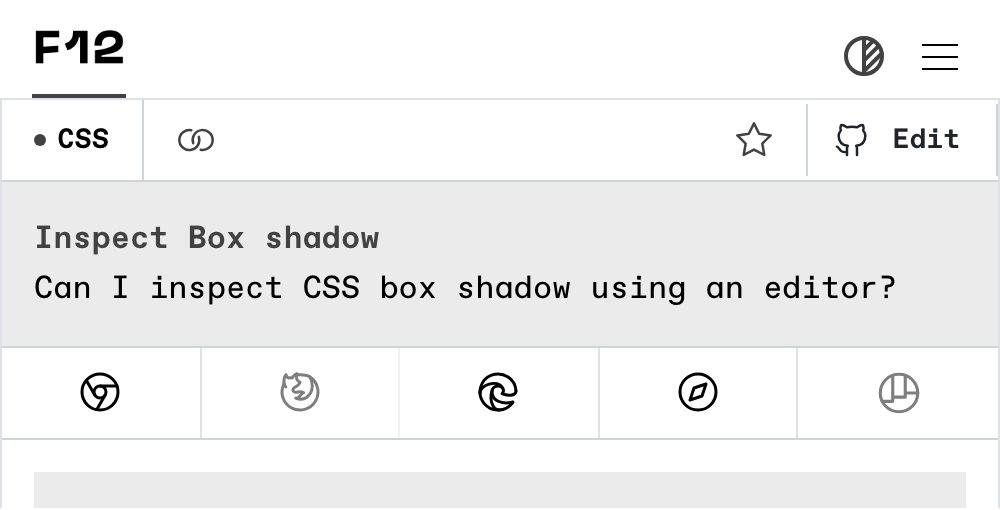 F12
CSS
Edit
Inspect Box shadow
Can I inspect CSS box shadow using an editor?